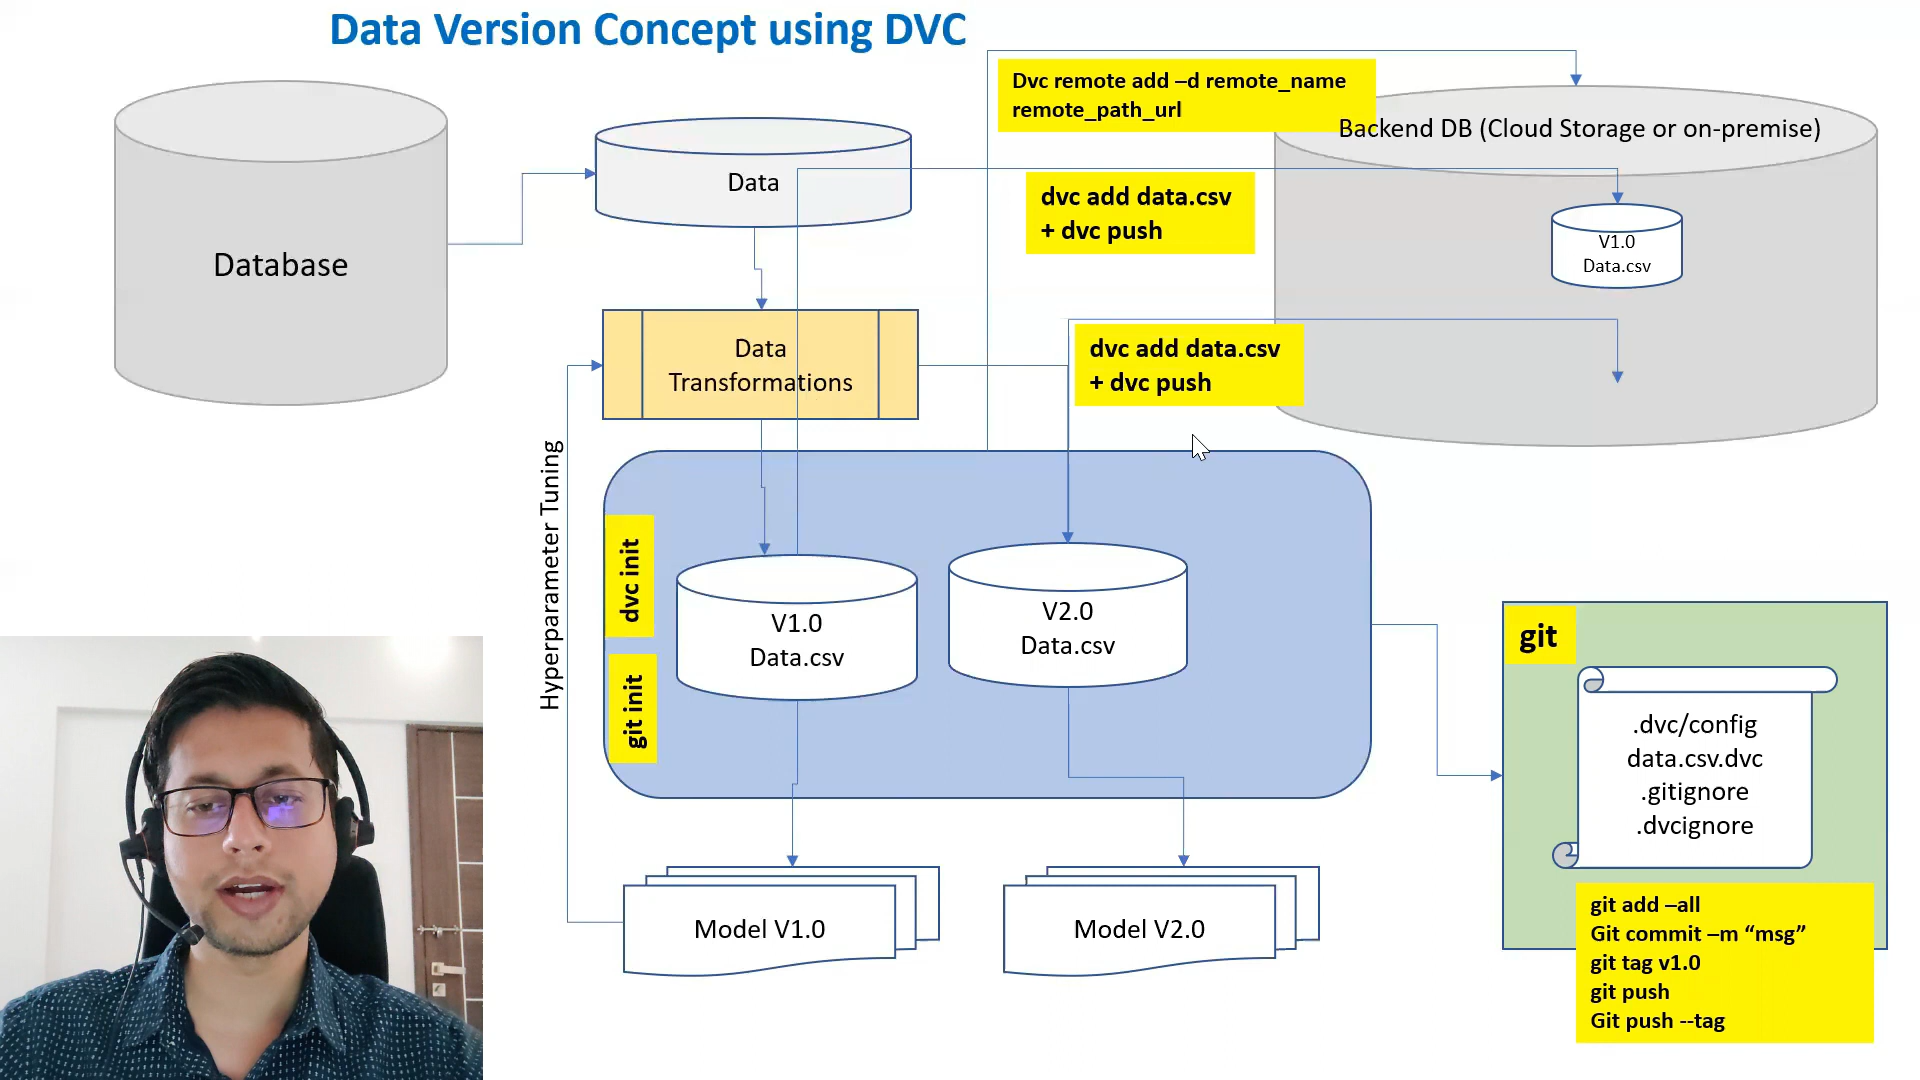 Data Version Concept using DVC
Dvc remote add –d remote_name
remote_path_url
Backend DB (Cloud Storage or on-premise)
Data
dvc add data.csv
+ dvc push
V1.0
Data.csv
Database
Data
Transformations
dvc add data.csv
+ dvc push
Hyperparameter Tuning
dvc init
git init
V1.0
Data.csv
V2.0
Data.csv
git
.dvc/config
data.csv.dvc
.gitignore
.dvcignore
Model V1.0
Model V2.0
git add –all
Git commit –m “msg”
git tag v1.0
git push
Git push --tag